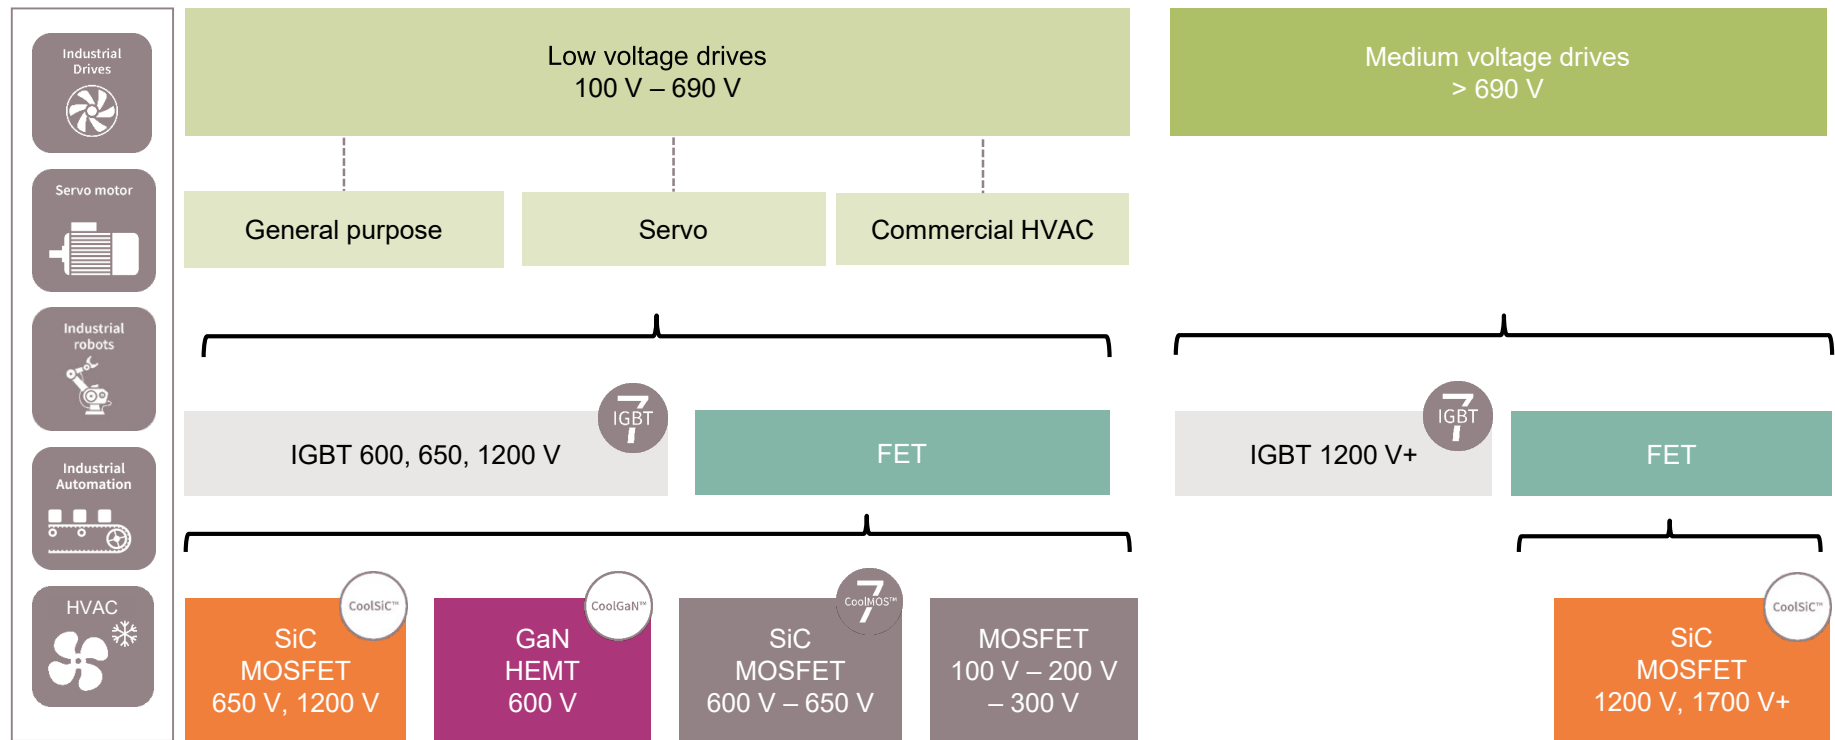 Industrial
Drives
Servo motor
Industrial
robots
Industrial
Automation
HVAC
Low voltage drives
100 V – 690 V
Medium voltage drives
> 690 V
General purpose
Servo
Commercial HVAC
IGBT 600, 650, 1200 V
7
IGBT
FET
IGBT 1200 V+
7
IGBT
FET
SiC
MOSFET
650 V, 1200 V
CoolSiC™
GaN
HEMT
600 V
CoolGaN™
SiC
MOSFET
600 V – 650 V
7
CoolMOS™
MOSFET
100 V – 200 V
– 300 V
SiC
MOSFET
1200 V, 1700 V+
CoolSiC™